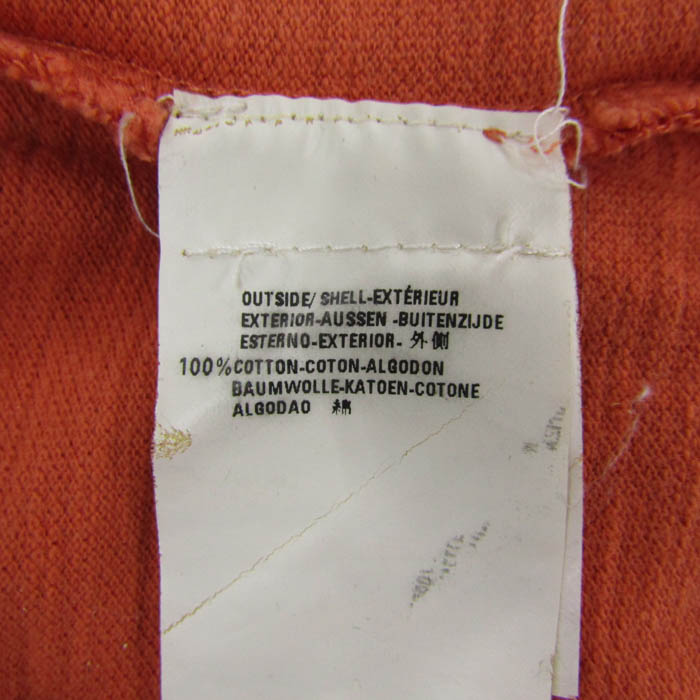 OUTSIDE/ SHELL-EXTÉRIEUR
EXTERIOR-AUSSEN -BUITENZIJDE
ESTERNO-EXTERIOR- 外側
100%COTTON-COTON-ALGODON
BAUMWOLLE-KATOEN-COTONE
ALGODAO 綿